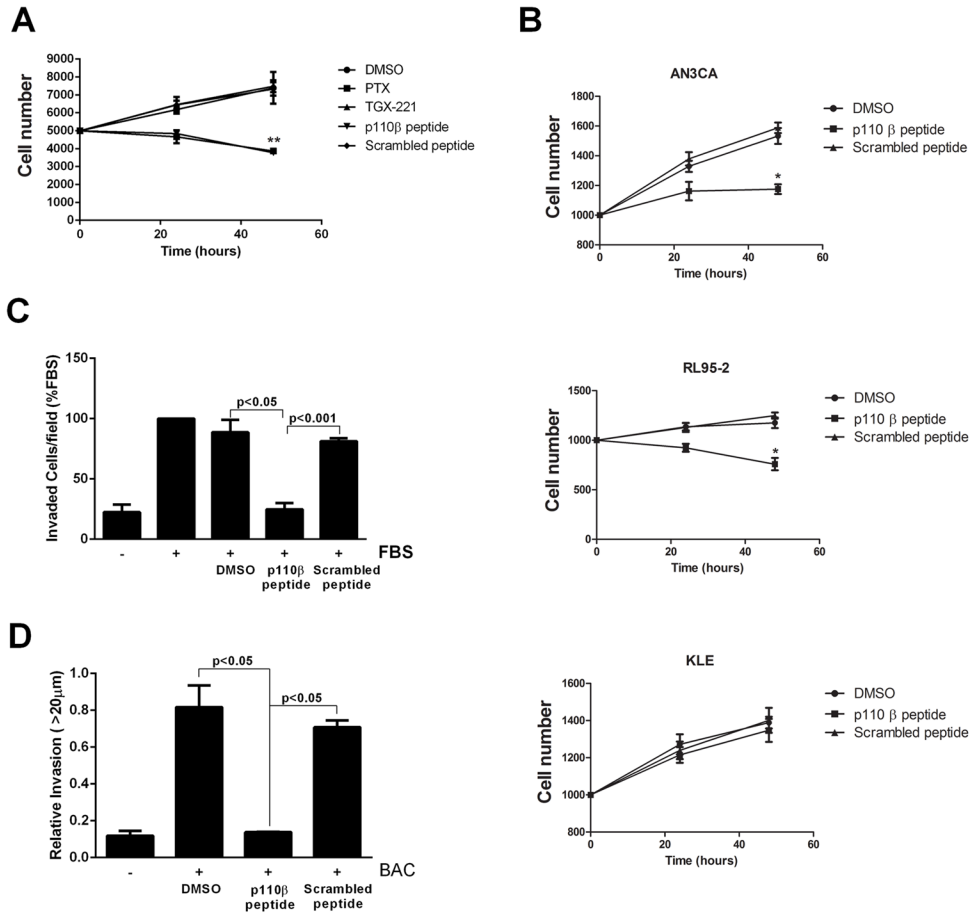 A
Cell number
9000
8000
7000
6000
5000
4000
3000
2000
1000
0
**
0
20
40
60
Time (hours)
DMSO
PTX
TGX-221
p110β peptide
Scrambled peptide
B
AN3CA
Cell number
1800
1600
1400
1200
1000
800
*
0
20
40
60
Time (hours)
DMSO
p110 β peptide
Scrambled peptide
RL95-2
Cell number
1500
1250
1000
750
500
*
0
20
40
60
Time (hours)
DMSO
p110 β peptide
Scrambled peptide
KLE
Cell number
1600
1400
1200
1000
800
0
20
40
60
Time (hours)
DMSO
p110 β peptide
Scrambled peptide
C
Invaded Cells/field (%FBS)
150
100
50
0
p<0.05
p<0.001
- + + + + FBS
DMSO p110β Scrambled
peptide peptide
D
Relative Invasion ( >20μm)
1.0
0.8
0.6
0.4
0.2
0.0
p<0.05
p<0.05
- + + + BAC
DMSO p110β Scrambled
peptide peptide